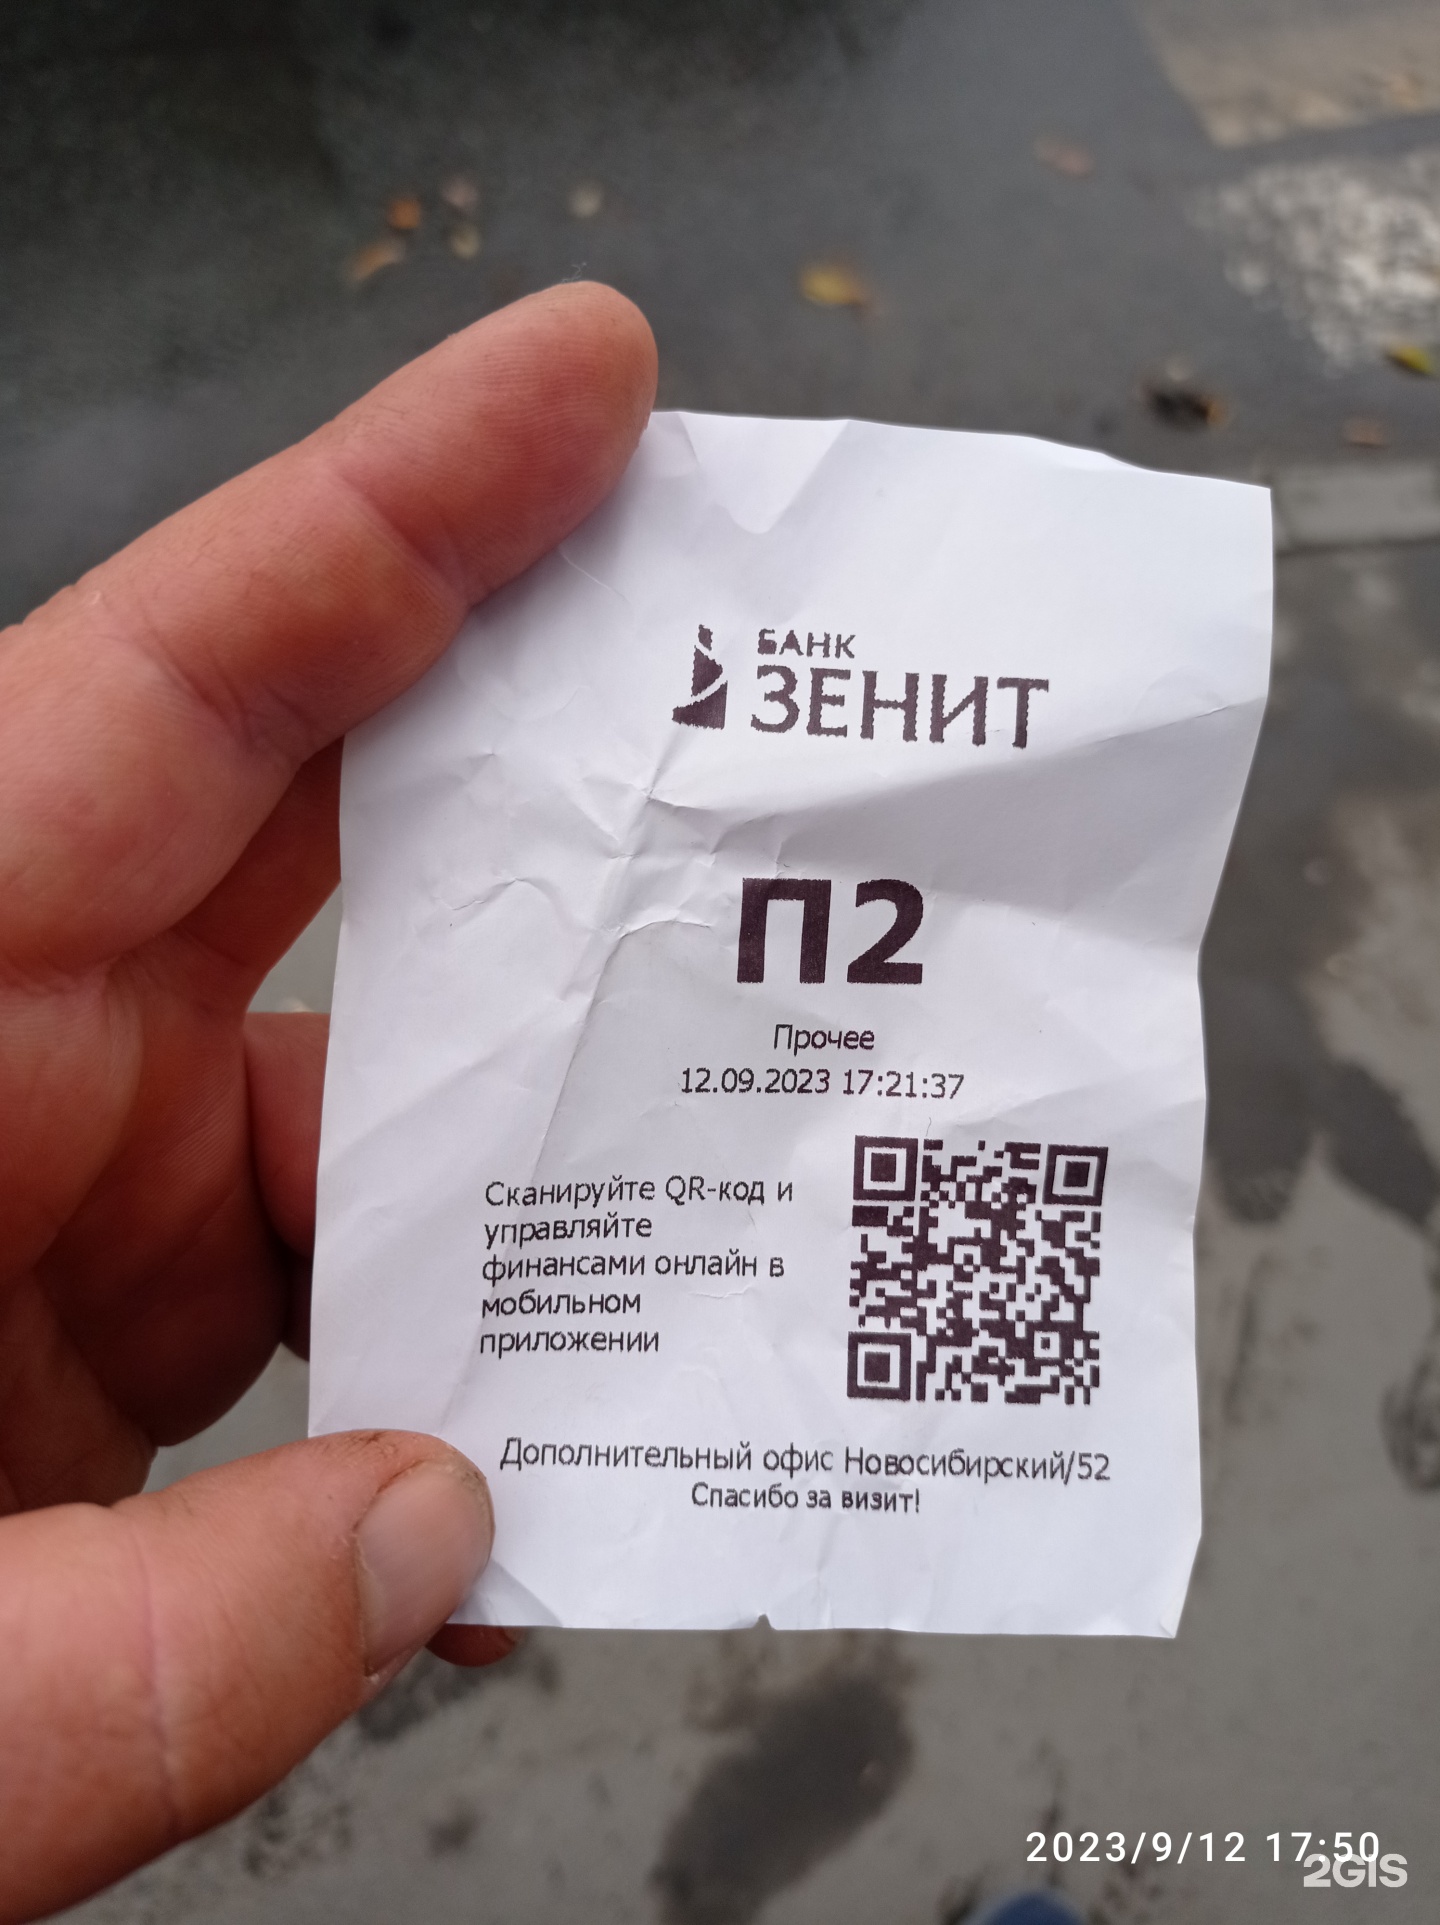 БАНК
ЗЕНИТ
П2
Прочее
12.09.2023 17:21:37
Сканируйте QR-код и
управляйте
финансами онлайн в
мобильном
приложении
Дополнительный офис Новосибирский/52
Спасибо за визит!
2023/9/12 17:50
2GIS